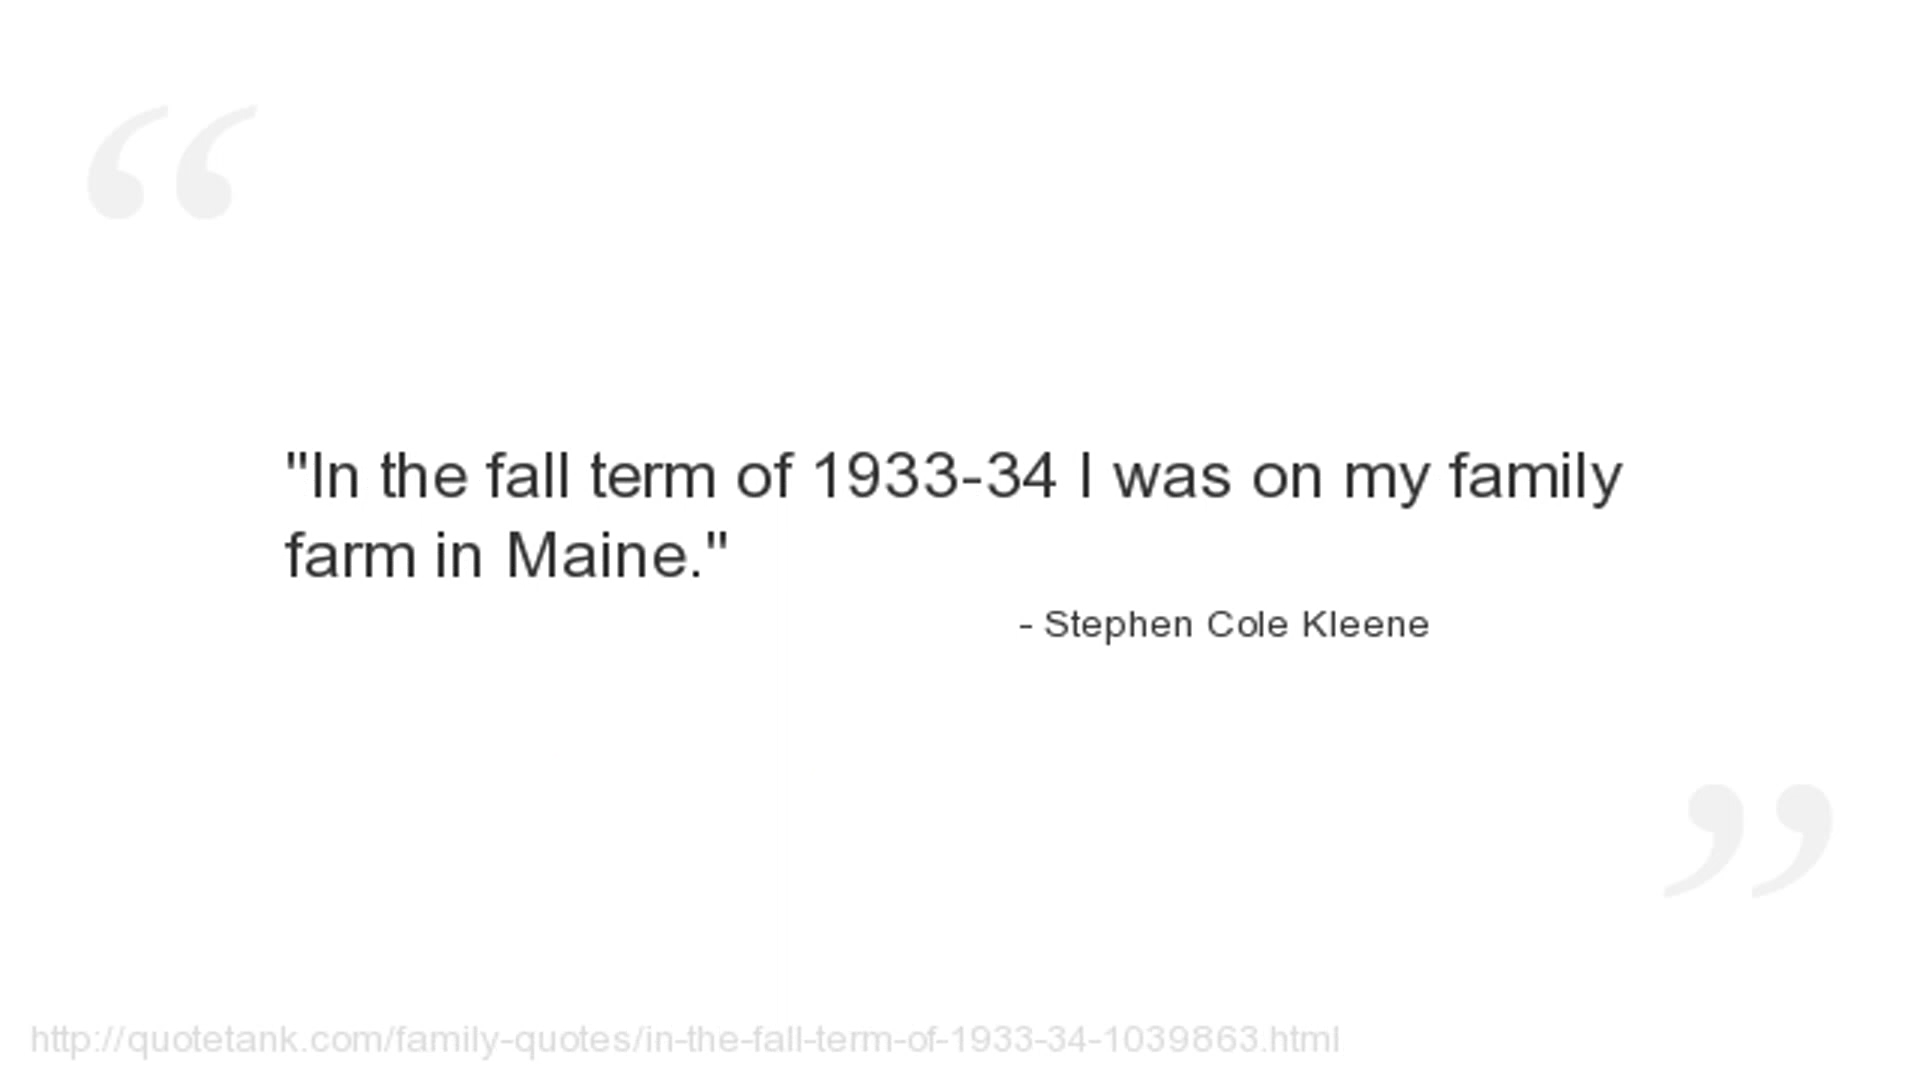 "In the fall term of 1933-34 I was on my family
farm in Maine."
- Stephen Cole Kleene
http://quotetank.com/family-quotes/in-the-fall-term-of-1933-34-1039863.html